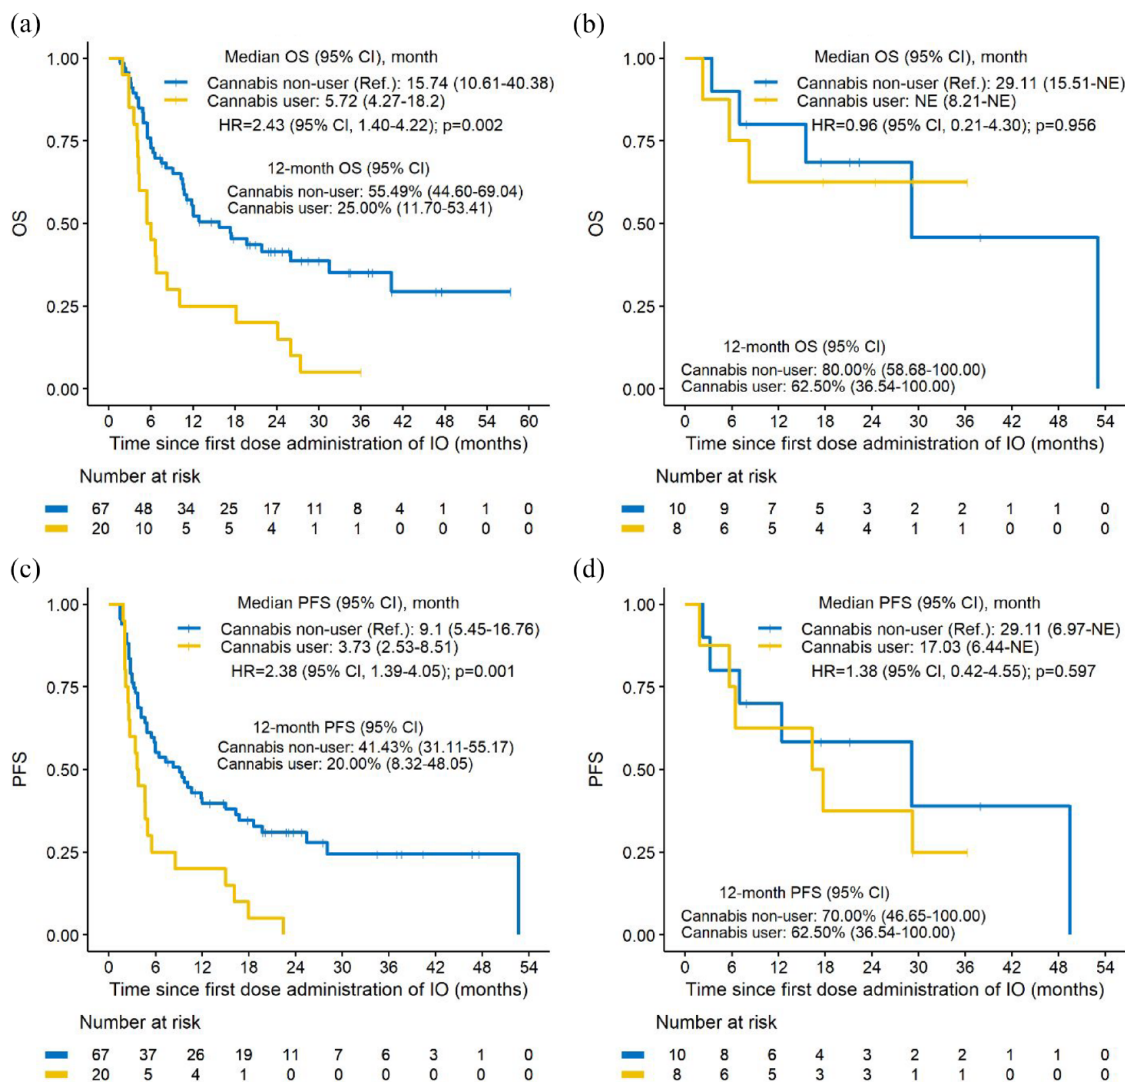 (a)
Median OS (95% CI), month
Cannabis non-user (Ref.): 15.74 (10.61-40.38)
Cannabis user: 5.72 (4.27-18.2)
HR=2.43 (95% CI, 1.40-4.22); p=0.002
12-month OS (95% CI)
Cannabis non-user: 55.49% (44.60-69.04)
Cannabis user: 25.00% (11.70-53.41)
OS
1.00
0.75
0.50
0.25
0.00
0 6 12 18 24 30 36 42 48 54 60
Time since first dose administration of IO (months)
Number at risk
67 48 34 25 17 11 8 4 1 1 0
20 10 5 5 4 1 1 0 0 0 0
(b)
Median OS (95% CI), month
Cannabis non-user (Ref.): 29.11 (15.51-NE)
Cannabis user: NE (8.21-NE)
HR=0.96 (95% CI, 0.21-4.30); p=0.956
12-month OS (95% CI)
Cannabis non-user: 80.00% (58.68-100.00)
Cannabis user: 62.50% (36.54-100.00)
OS
1.00
0.75
0.50
0.25
0.00
0 6 12 18 24 30 36 42 48 54
Time since first dose administration of IO (months)
Number at risk
10 9 7 5 3 2 2 1 1 0
8 6 5 4 4 1 1 0 0 0
(c)
Median PFS (95% CI), month
Cannabis non-user (Ref.): 9.1 (5.45-16.76)
Cannabis user: 3.73 (2.53-8.51)
HR=2.38 (95% CI, 1.39-4.05); p=0.001
12-month PFS (95% CI)
Cannabis non-user: 41.43% (31.11-55.17)
Cannabis user: 20.00% (8.32-48.05)
PFS
1.00
0.75
0.50
0.25
0.00
0 6 12 18 24 30 36 42 48 54
Time since first dose administration of IO (months)
Number at risk
67 37 26 19 11 7 6 3 1 0
20 5 4 1 0 0 0 0 0 0
(d)
Median PFS (95% CI), month
Cannabis non-user (Ref.): 29.11 (6.97-NE)
Cannabis user: 17.03 (6.44-NE)
HR=1.38 (95% CI, 0.42-4.55); p=0.597
12-month PFS (95% CI)
Cannabis non-user: 70.00% (46.65-100.00)
Cannabis user: 62.50% (36.54-100.00)
PFS
1.00
0.75
0.50
0.25
0.00
0 6 12 18 24 30 36 42 48 54
Time since first dose administration of IO (months)
Number at risk
10 8 6 4 3 2 2 1 1 0
8 6 5 3 3 1 1 0 0 0